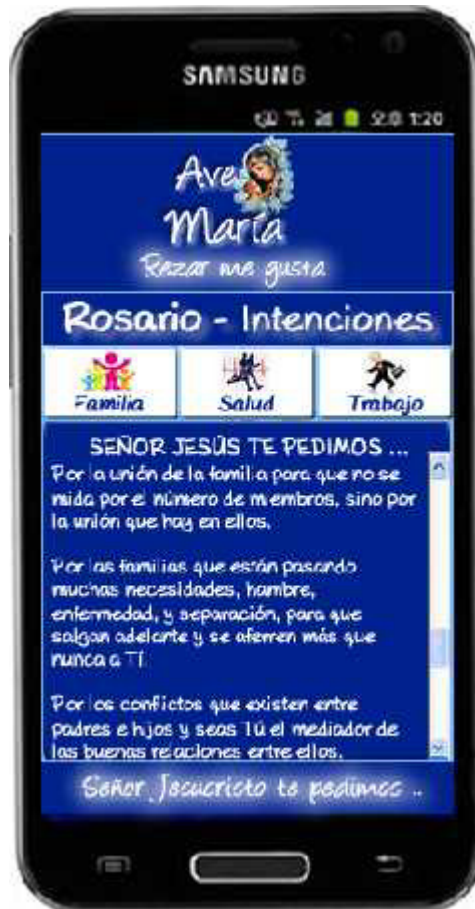 SAMSUNG
1:20
Ave
María
Rezar me gusta
Rosario - Intenciones
Familia Salud Trabajo
SEÑOR JESÚS TE PEDIMOS ...
Por la unión de la familia para que no se
mida por el número de miembros, sino por
la unión que hay en ellos.
Por las familias que están pasando
muchas necesidades, hambre,
enfermedad, y separación, para que
salgan adelante y se aferren más que
nunca a Tí
Por los conflictos que existen entre
padres e hijos y seas Tú el mediador de
las buenas relaciones entre ellos.
Señor Jesucristo te pedimos ..